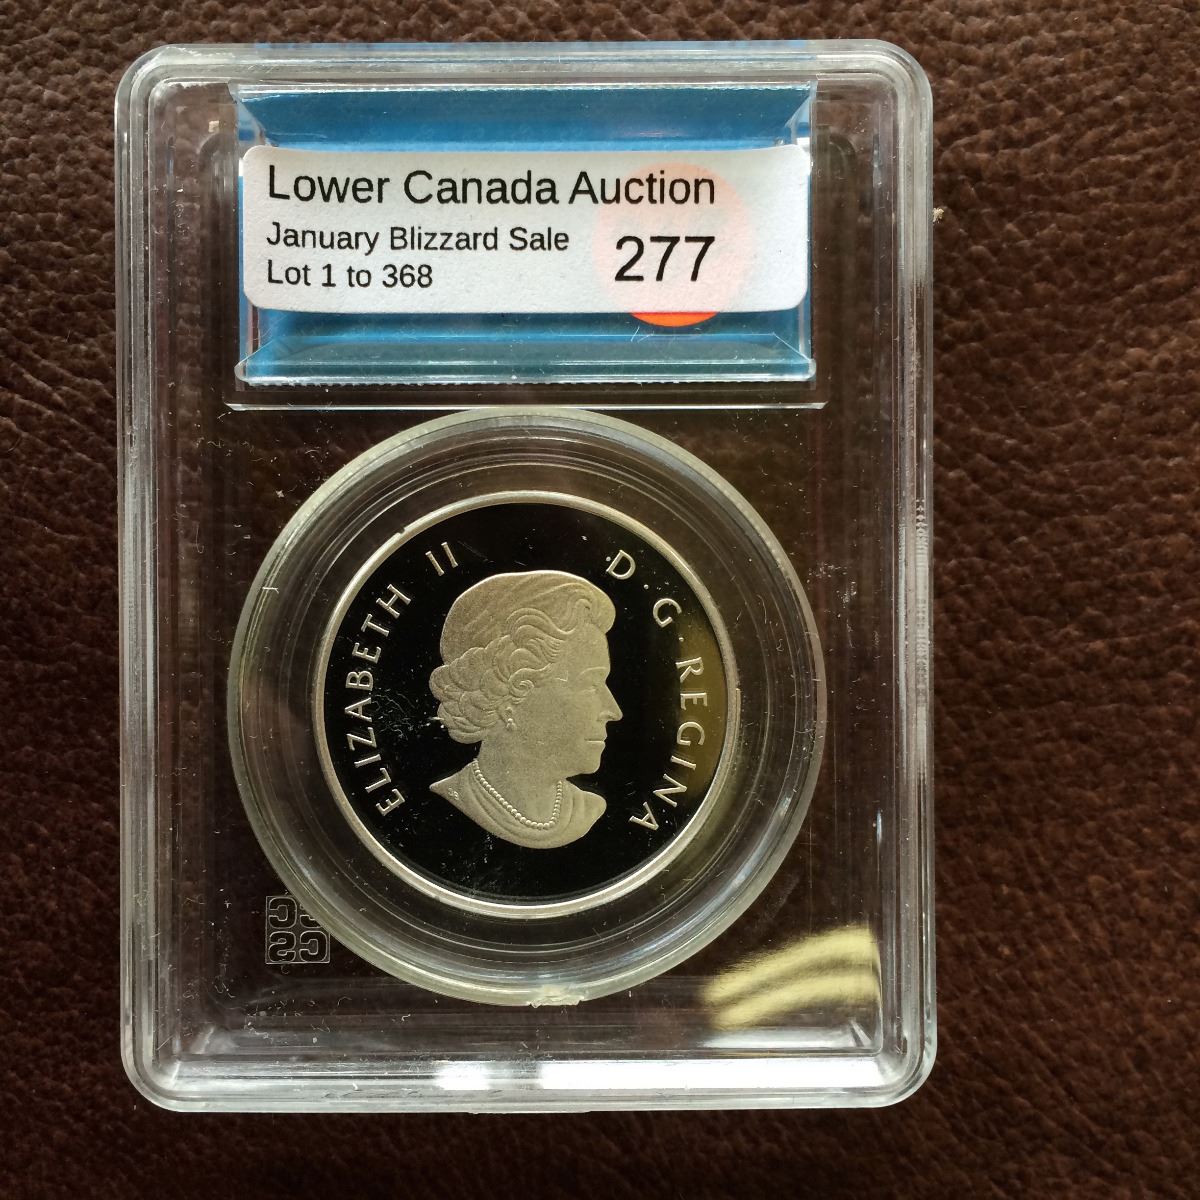 Lower Canada Auction
January Blizzard Sale
Lot 1 to 368
277
ELIZABETH II D·G·REGINA